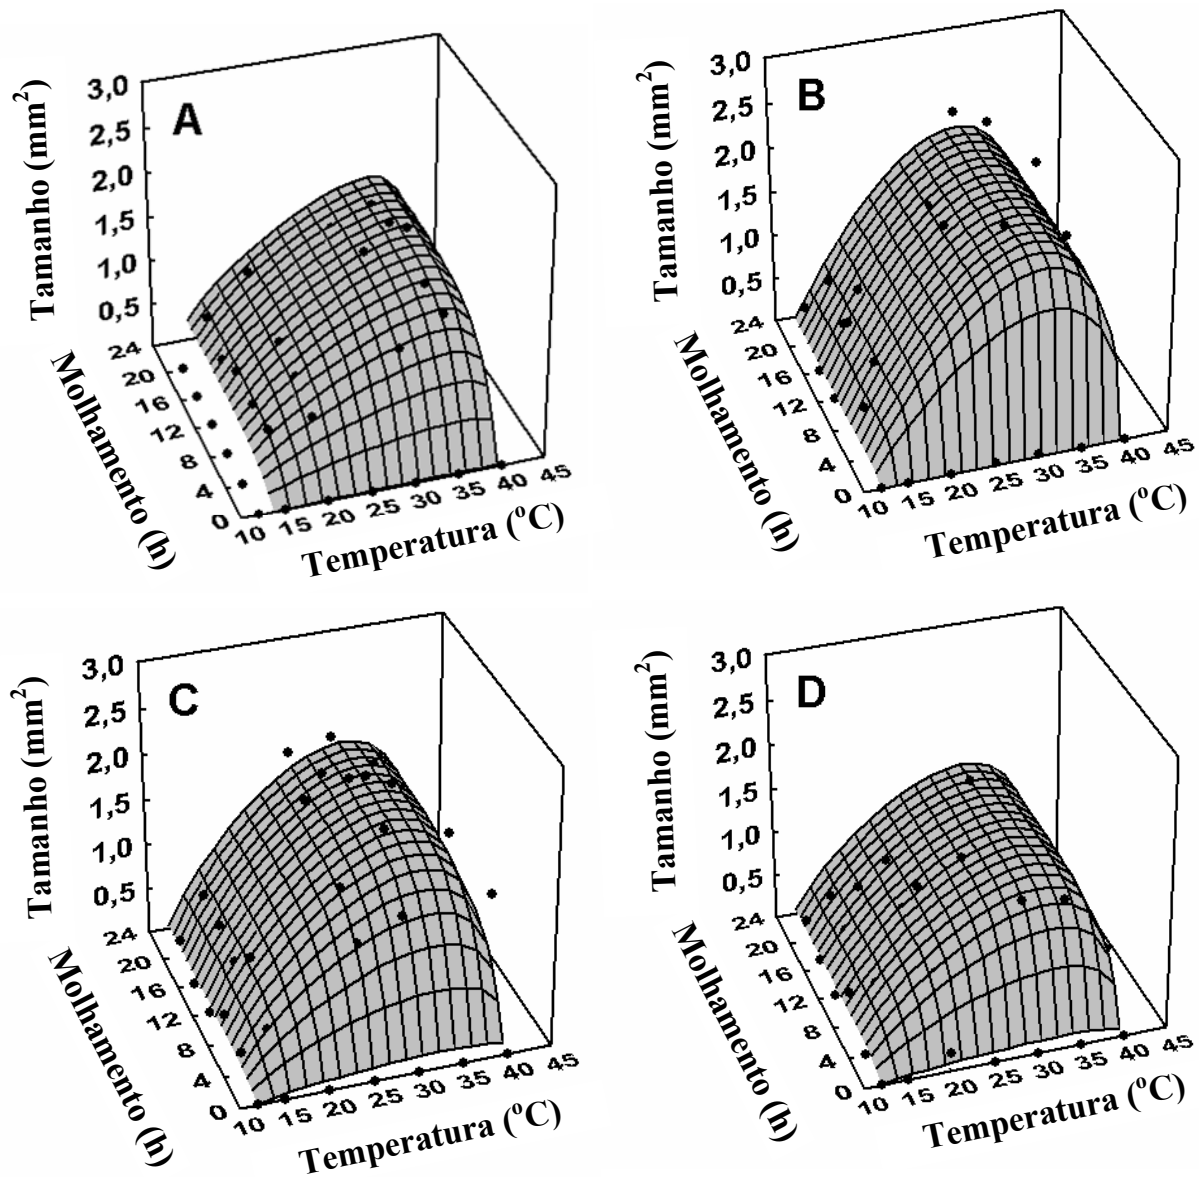 A
Tamanho (mm²)
3,0
2,5
2,0
1,5
1,0
0,5
Molhamento (h)
24
20
16
12
8
4
0
Temperatura (ºC)
10 15 20 25 30 35 40 45
B
Tamanho (mm²)
3,0
2,5
2,0
1,5
1,0
0,5
Molhamento (h)
24
20
16
12
8
4
0
Temperatura (ºC)
10 15 20 25 30 35 40 45
C
Tamanho (mm²)
3,0
2,5
2,0
1,5
1,0
0,5
Molhamento (h)
24
20
16
12
8
4
0
Temperatura (ºC)
10 15 20 25 30 35 40 45
D
Tamanho (mm²)
3,0
2,5
2,0
1,5
1,0
0,5
Molhamento (h)
24
20
16
12
8
4
0
Temperatura (ºC)
10 15 20 25 30 35 40 45